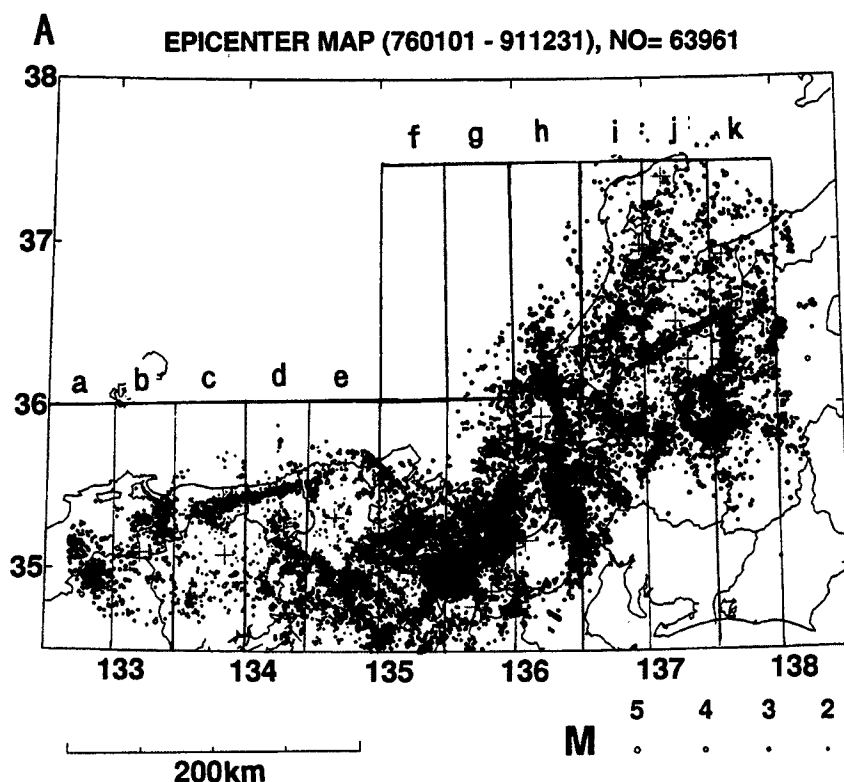 A
EPICENTER MAP (760101 - 911231), NO= 63961
38
f g h i j k
37
a b c d e
36
35
133 134 135 136 137 138
5 4 3 2
M
200km